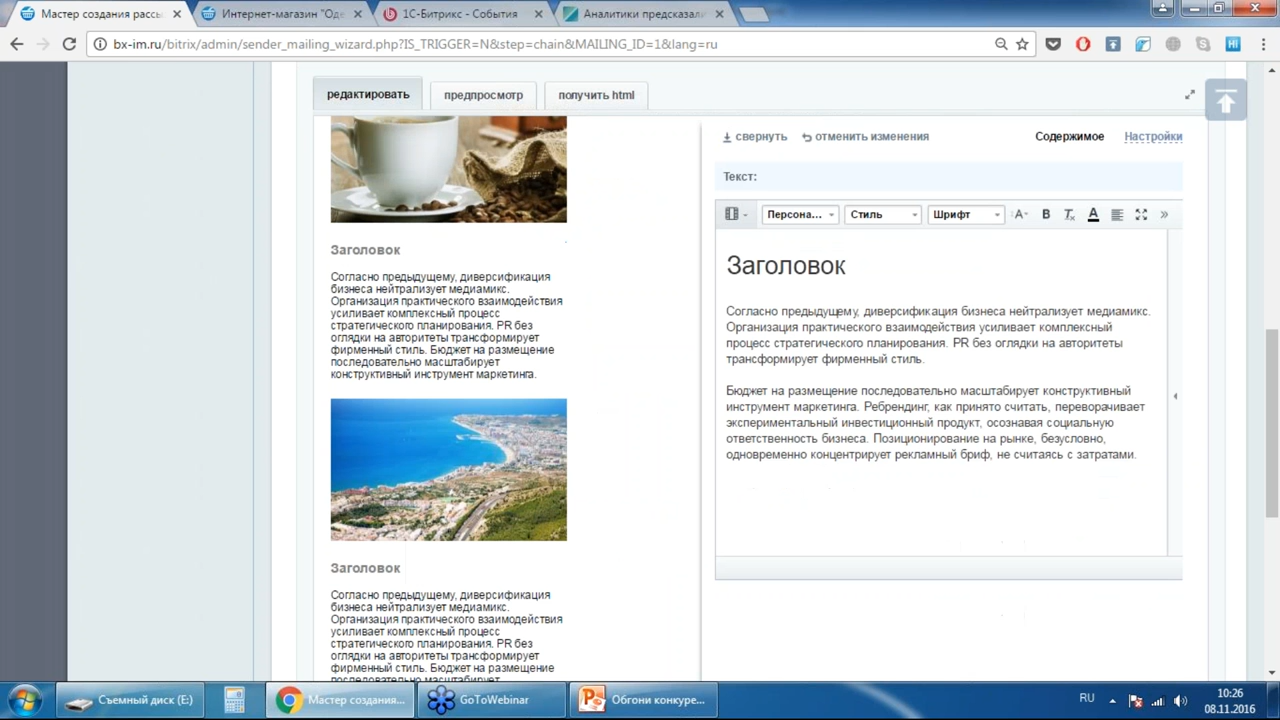 Мастер создания рассы
Интернет-магазин "Оде
1С-Битрикс - События
Аналитики предсказал
bx-im.ru/bitrix/admin/sender_mailing_wizard.php?IS_TRIGGER=N&step=chain&MAILING_ID=1&lang=ru
Hi
редактировать
предпросмотр
получить html
свернуть
отменить изменения
Содержимое
Настройки
Текст:
Персона...
Стиль
Шрифт
A
B
Tx
A
»
Заголовок
Согласно предыдущему, диверсификация
бизнеса нейтрализует медиамикс.
Организация практического взаимодействия
усиливает комплексный процесс
стратегического планирования. PR без
оглядки на авторитеты трансформирует
фирменный стиль. Бюджет на размещение
последовательно масштабирует
конструктивный инструмент маркетинга.
Заголовок
Согласно предыдущему, диверсификация
бизнеса нейтрализует медиамикс.
Организация практического взаимодействия
усиливает комплексный процесс
стратегического планирования. PR без
оглядки на авторитеты трансформирует
фирменный стиль. Бюджет на размещение
последовательно масштабирует
Заголовок
Согласно предыдущему, диверсификация бизнеса нейтрализует медиамикс.
Организация практического взаимодействия усиливает комплексный
процесс стратегического планирования. PR без оглядки на авторитеты
трансформирует фирменный стиль.
Бюджет на размещение последовательно масштабирует конструктивный
инструмент маркетинга. Ребрендинг, как принято считать, переворачивает
экспериментальный инвестиционный продукт, осознавая социальную
ответственность бизнеса. Позиционирование на рынке, безусловно,
одновременно концентрирует рекламный бриф, не считаясь с затратами.
Съемный диск (E:)
Мастер создания...
GoToWebinar
Обгони конкуре...
RU
10:26
08.11.2016